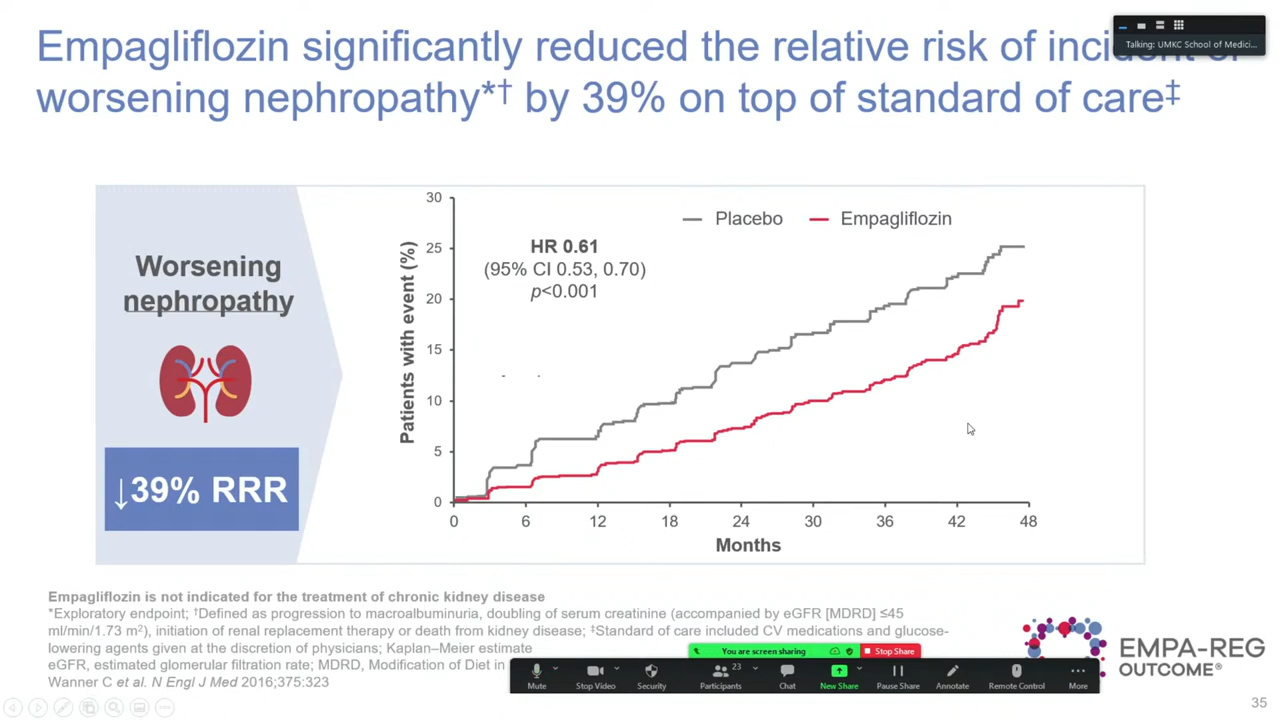 Empagliflozin significantly reduced the relative risk of incident or
worsening nephropathy*† by 39% on top of standard of care‡
Talking: UMKC School of Medici...
Worsening
nephropathy
↓39% RRR
Patients with event (%)
30
25
20
15
10
5
0
HR 0.61
(95% CI 0.53, 0.70)
p<0.001
Placebo
Empagliflozin
0 6 12 18 24 30 36 42 48
Months
Empagliflozin is not indicated for the treatment of chronic kidney disease
*Exploratory endpoint; †Defined as progression to macroalbuminuria, doubling of serum creatinine (accompanied by eGFR [MDRD] ≤45
ml/min/1.73 m²), initiation of renal replacement therapy or death from kidney disease; ‡Standard of care included CV medications and glucose-
lowering agents given at the discretion of physicians; Kaplan–Meier estimate
eGFR, estimated glomerular filtration rate; MDRD, Modification of Diet in
Wanner C et al. N Engl J Med 2016;375:323
EMPA-REG
OUTCOME®
You are screen sharing
Stop Share
Mute
Stop Video
Security
23
Participants
Chat
New Share
Pause Share
Annotate
Remote Control
More
35